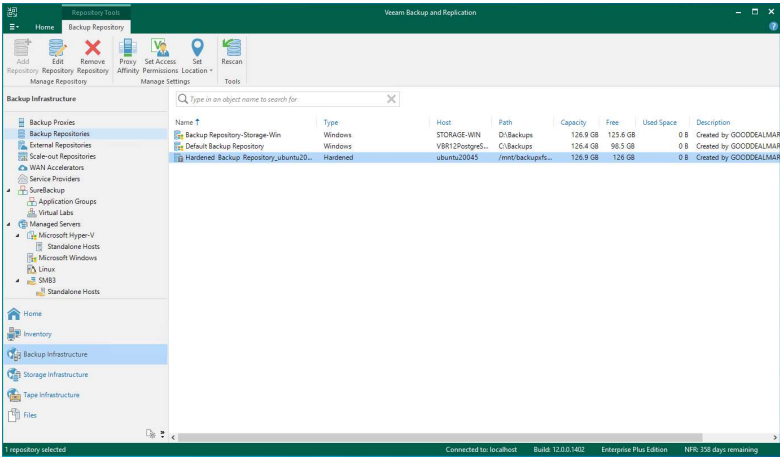 Repository Tools
Veeam Backup and Replication
Home Backup Repository
Add Repository
Edit Repository
Remove Repository
Proxy Affinity
Set Access Permissions
Set Location
Rescan
Manage Repository
Manage Settings
Tools
Backup Infrastructure
Type in an object name to search for
Backup Proxies
Backup Repositories
External Repositories
Scale-out Repositories
WAN Accelerators
Service Providers
SureBackup
Application Groups
Virtual Labs
Managed Servers
Microsoft Hyper-V
Standalone Hosts
Microsoft Windows
Linux
SMB3
Standalone Hosts
Name Type Host Path Capacity Free Used Space Description
Backup Repository-Storage-Win Windows STORAGE-WIN D:\Backups 126.9 GB 125.6 GB 0 B Created by GOODDEALMAR
Default Backup Repository Windows VBR12PostgreS... C:\Backups 126.4 GB 98.5 GB 0 B Created by GOODDEALMAR
Hardened Backup Repository_ubuntu20... Hardened ubuntu20045 /mnt/backupxfs... 126.9 GB 126 GB 0 B Created by GOODDEALMAR
Home
Inventory
Backup Infrastructure
Storage Infrastructure
Tape Infrastructure
Files
1 repository selected
Connected to: localhost Build: 12.0.0.1402 Enterprise Plus Edition NFR: 358 days remaining